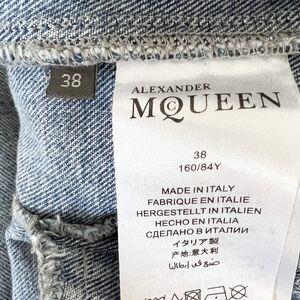 38
ALEXANDER
MCQUEEN
38
160/84Y
MADE IN ITALY
FABRIQUE EN ITALIE
HERGESTELLT IN ITALIEN
HECHO EN ITALIA
СДЕЛАНО В ИТАЛИИ
イタリア製
产地:意大利
صنع في إيطاليا